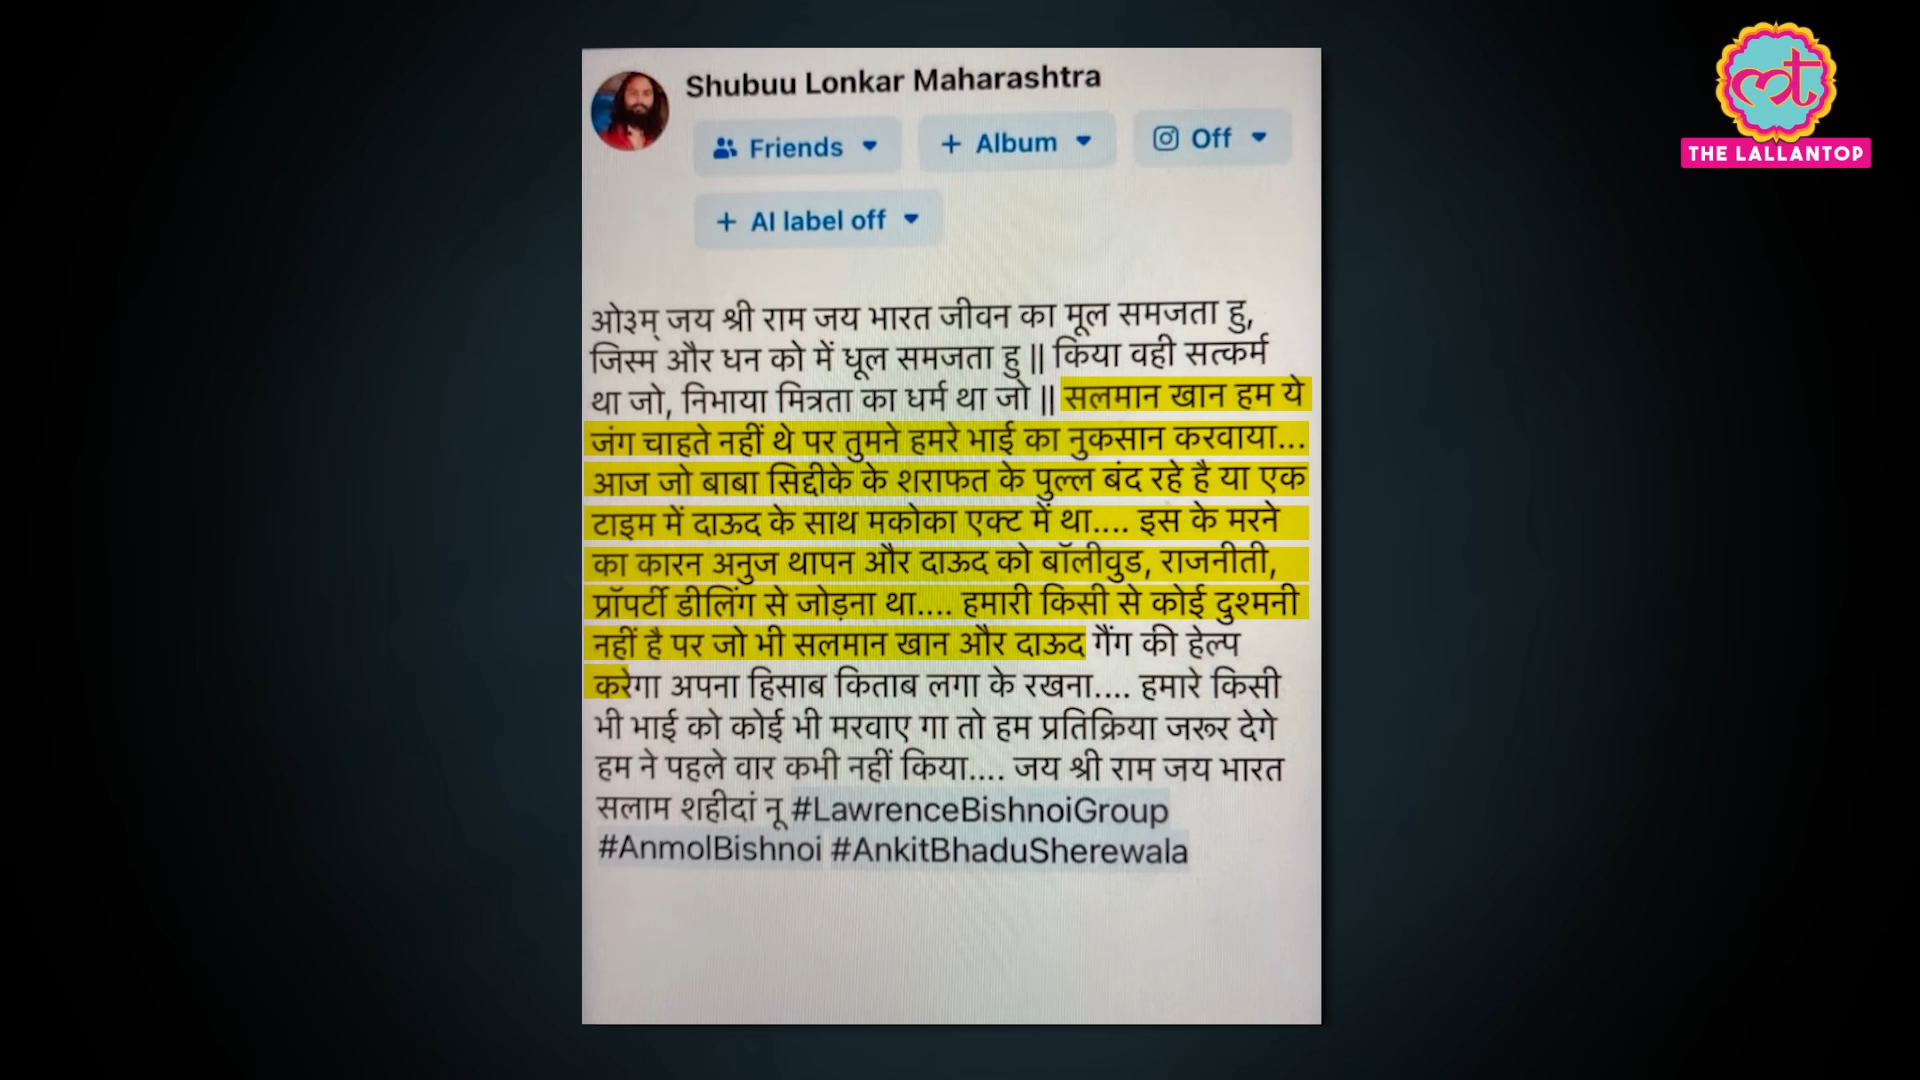 Shubuu Lonkar Maharashtra
Friends
+ Album
Off
+ AI label off
ओ३म् जय श्री राम जय भारत जीवन का मूल समजता हु,
जिस्म और धन को में धूल समजता हु || किया वही सत्कर्म
था जो, निभाया मित्रता का धर्म था जो || सलमान खान हम ये
जंग चाहते नहीं थे पर तुमने हमरे भाई का नुकसान करवाया...
आज जो बाबा सिद्दीके के शराफत के पुल्ल बंद रहे है या एक
टाइम में दाऊद के साथ मकोका एक्ट में था.... इस के मरने
का कारन अनुज थापन और दाऊद को बॉलीवुड, राजनीती,
प्रॉपर्टी डीलिंग से जोड़ना था.... हमारी किसी से कोई दुश्मनी
नहीं है पर जो भी सलमान खान और दाऊद गैंग की हेल्प
करेगा अपना हिसाब किताब लगा के रखना.... हमारे किसी
भी भाई को कोई भी मरवाए गा तो हम प्रतिक्रिया जरूर देगे
हम ने पहले वार कभी नहीं किया.... जय श्री राम जय भारत
सलाम शहीदां नू #LawrenceBishnoiGroup
#AnmolBishnoi #AnkitBhaduSherewala
THE LALLANTOP